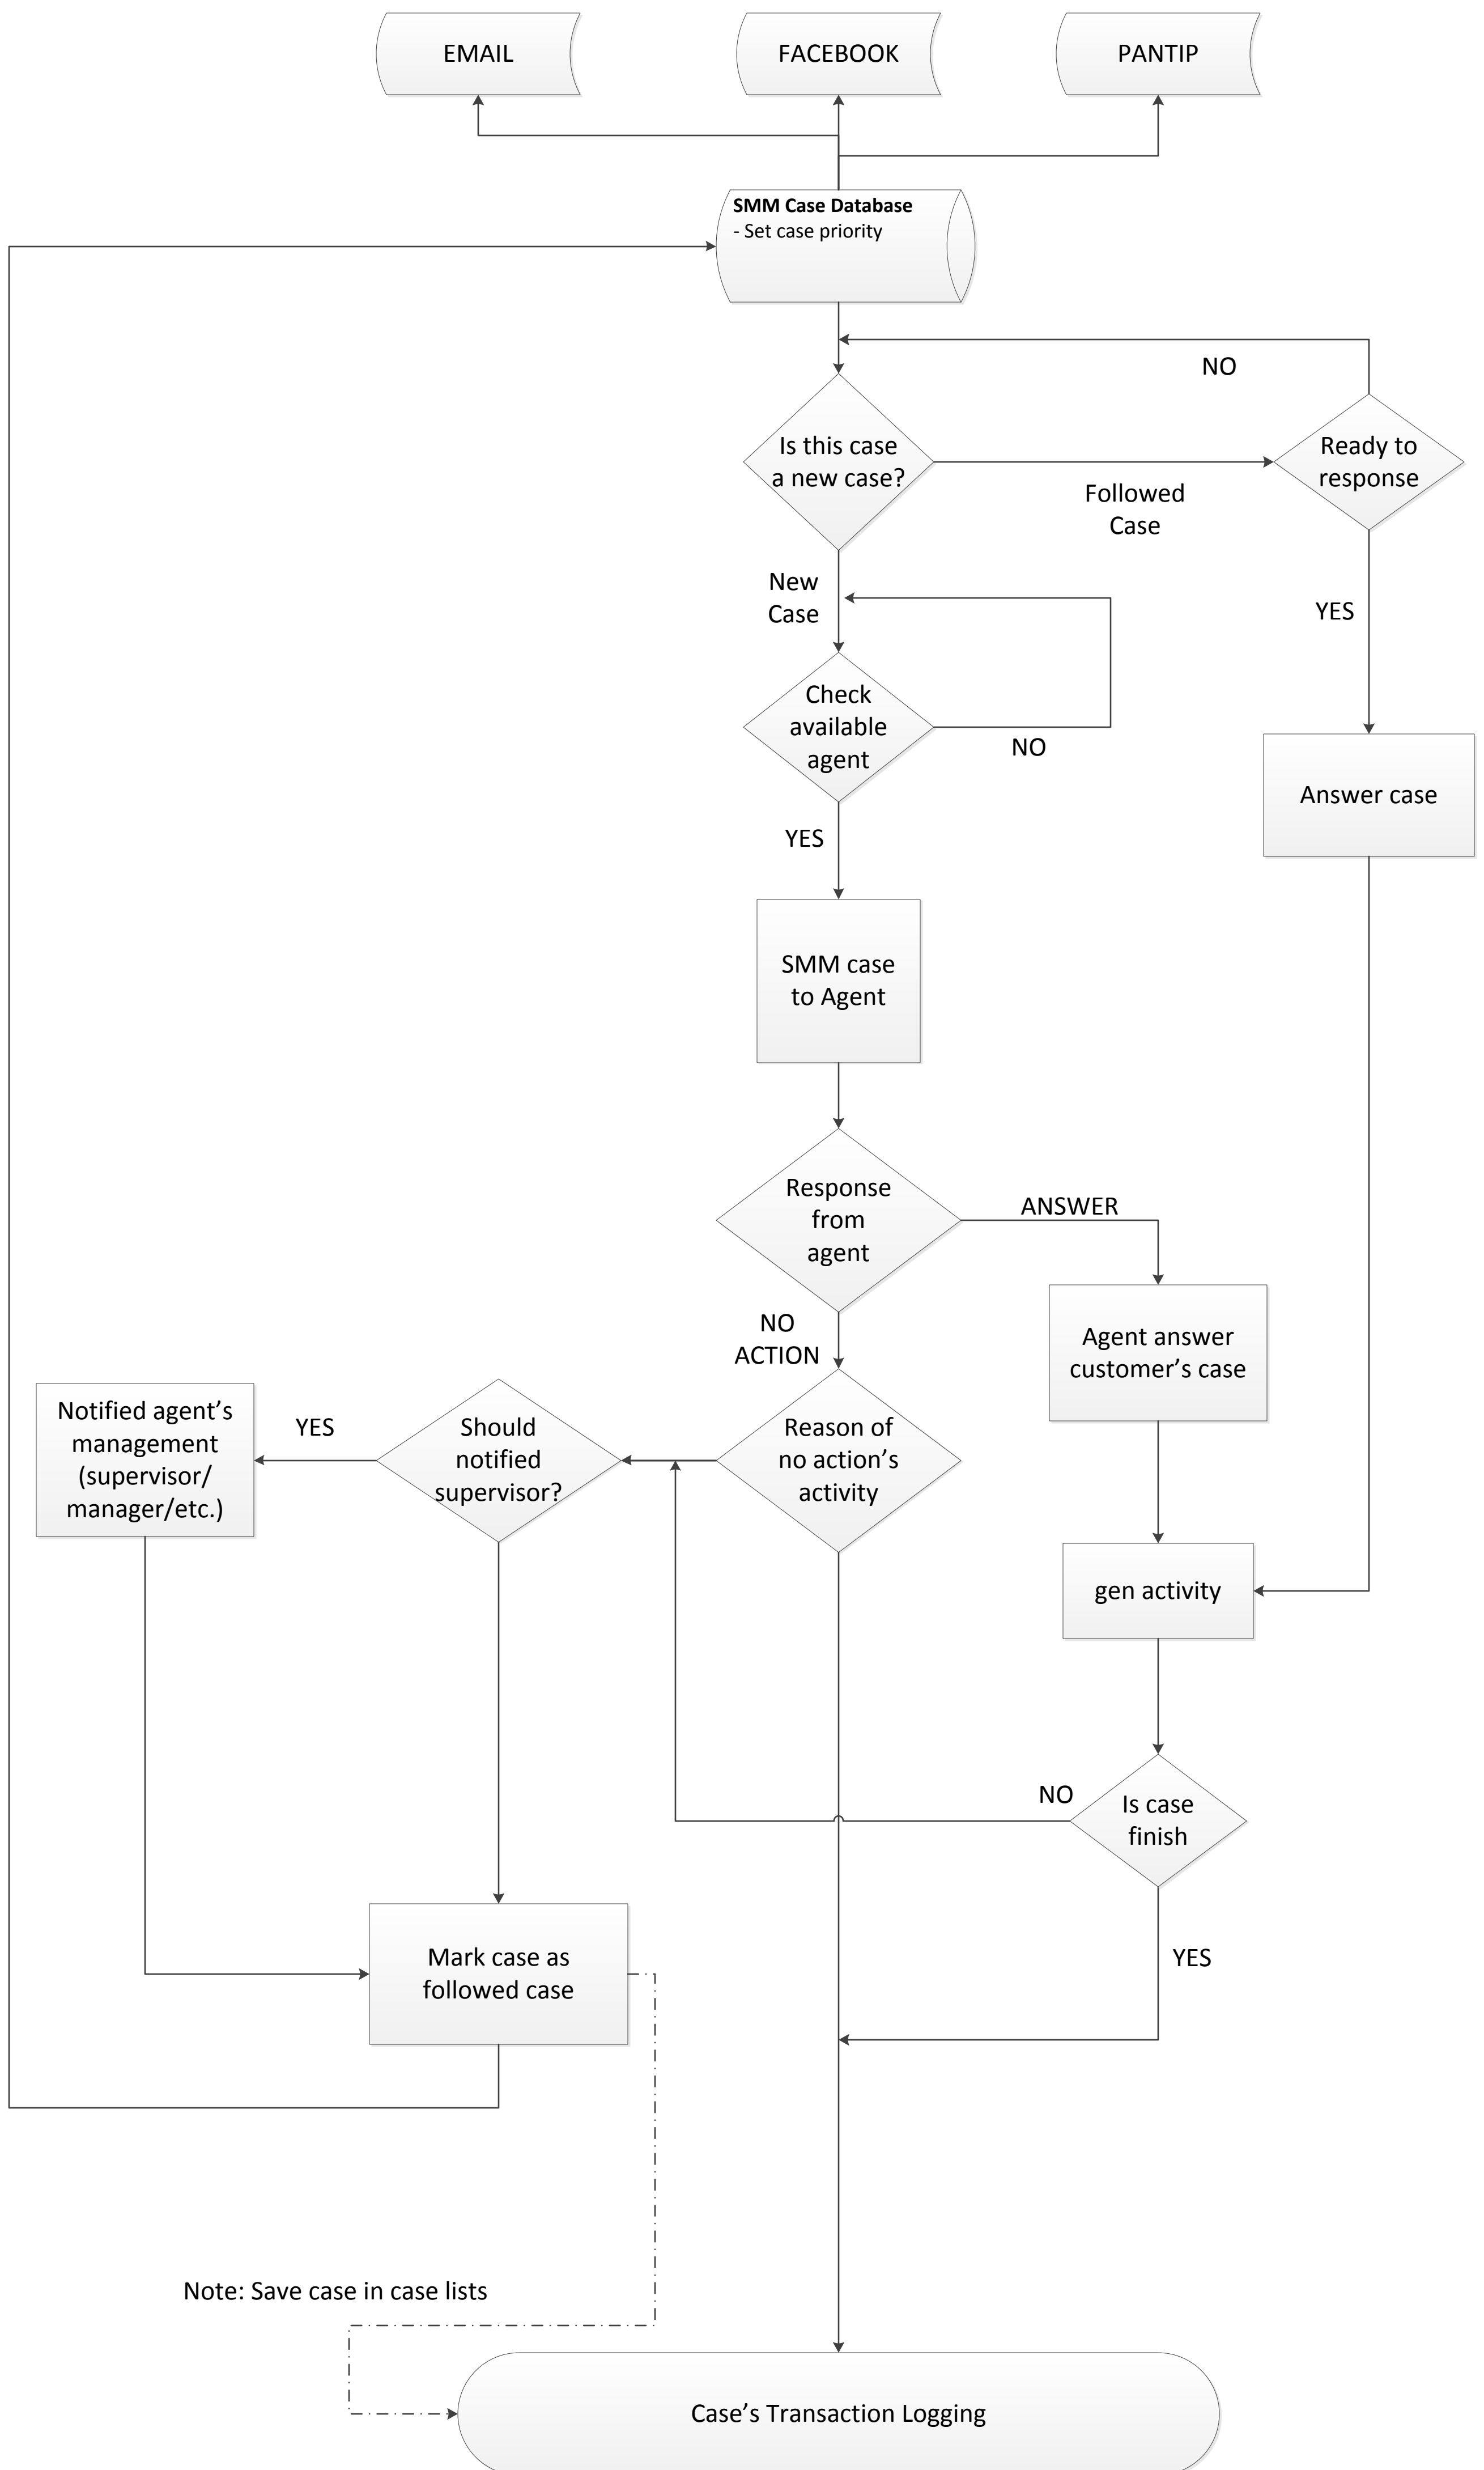 EMAIL
FACEBOOK
PANTIP
SMM Case Database
- Set case priority
NO
Is this case
a new case?
Ready to
response
Followed
Case
New
Case
YES
Check
available
agent
NO
Answer case
YES
SMM case
to Agent
Response
from
agent
ANSWER
NO
ACTION
Agent answer
customer’s case
Notified agent’s
management
(supervisor/
manager/etc.)
YES
Should
notified
supervisor?
Reason of
no action’s
activity
gen activity
NO
Is case
finish
Mark case as
followed case
YES
Note: Save case in case lists
Case’s Transaction Logging